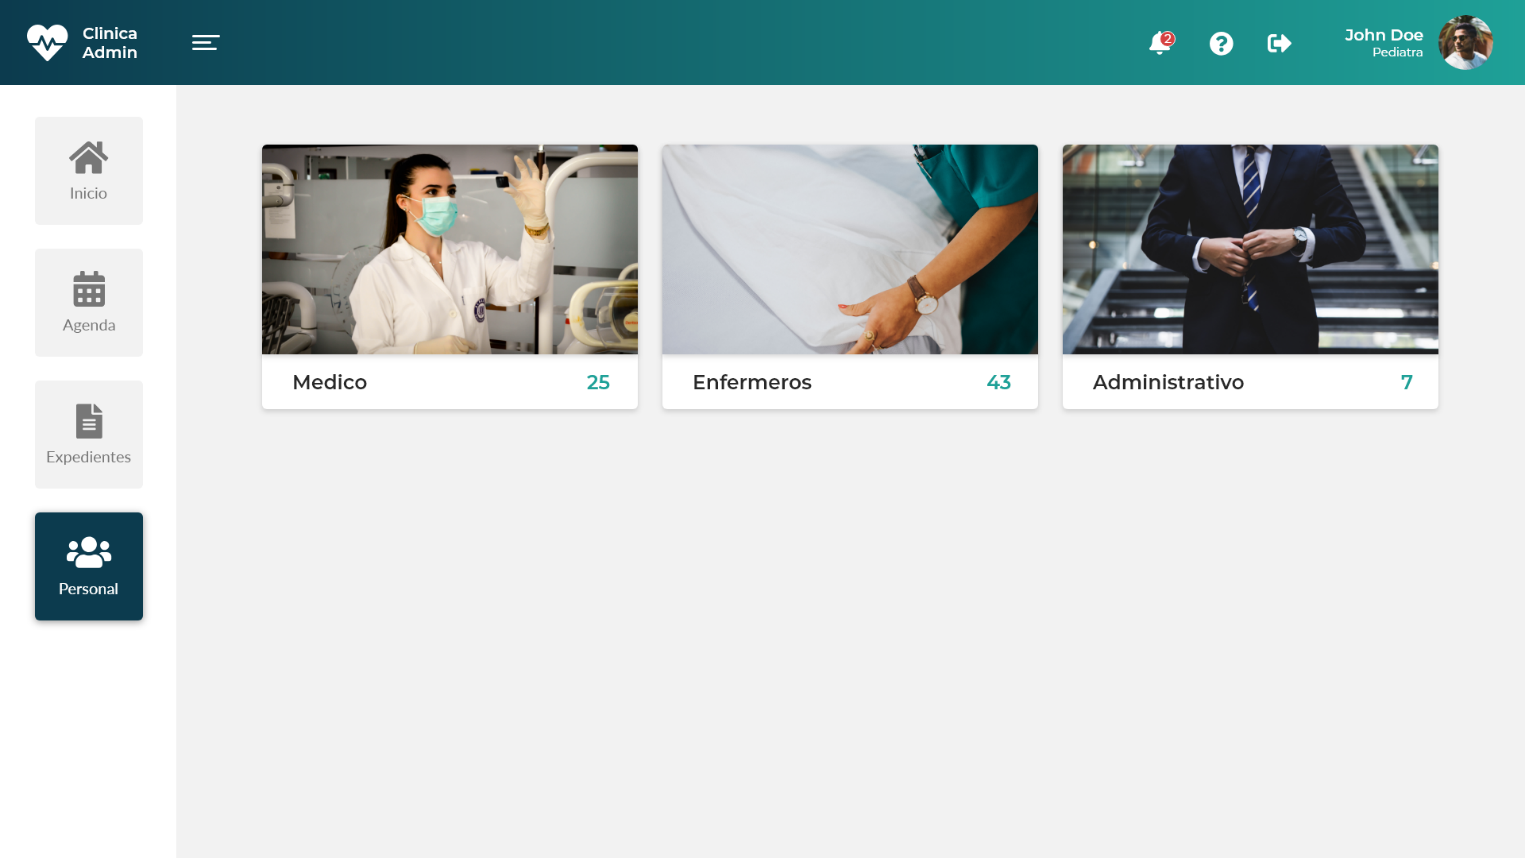 Clinica
Admin
2
John Doe
Pediatra
Inicio
Agenda
Expedientes
Personal
Medico 25
Enfermeros 43
Administrativo 7